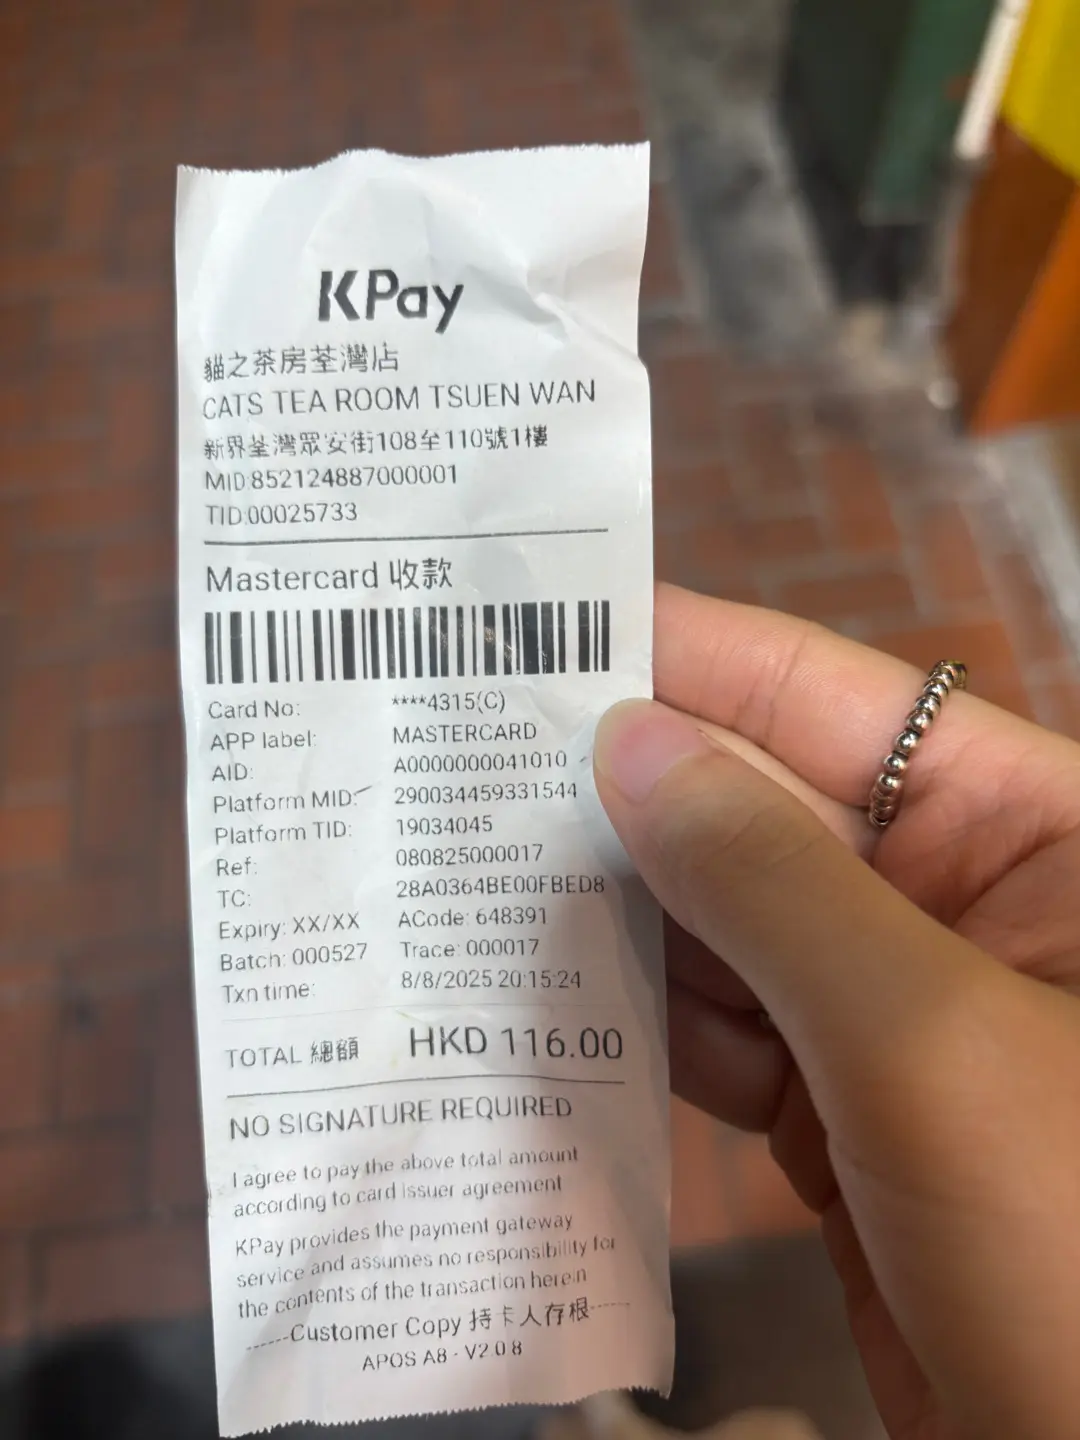 KPay
貓之茶房荃灣店
CATS TEA ROOM TSUEN WAN
新界荃灣眾安街108至110號1樓
MID:852124887000001
TID:00025733
Mastercard 收款
Card No: ****4315(C)
APP label: MASTERCARD
AID: A0000000041010
Platform MID: 290034459331544
Platform TID: 19034045
Ref: 080825000017
TC: 28A0364BE00FBED8
Expiry: XX/XX ACode: 648391
Batch: 000527 Trace: 000017
Txn time: 8/8/2025 20:15:24
TOTAL 總額 HKD 116.00
NO SIGNATURE REQUIRED
I agree to pay the above total amount
according to card issuer agreement
KPay provides the payment gateway
service and assumes no responsibility for
the contents of the transaction herein
------Customer Copy 持卡人存根------
APOS A8 - V2.0.8